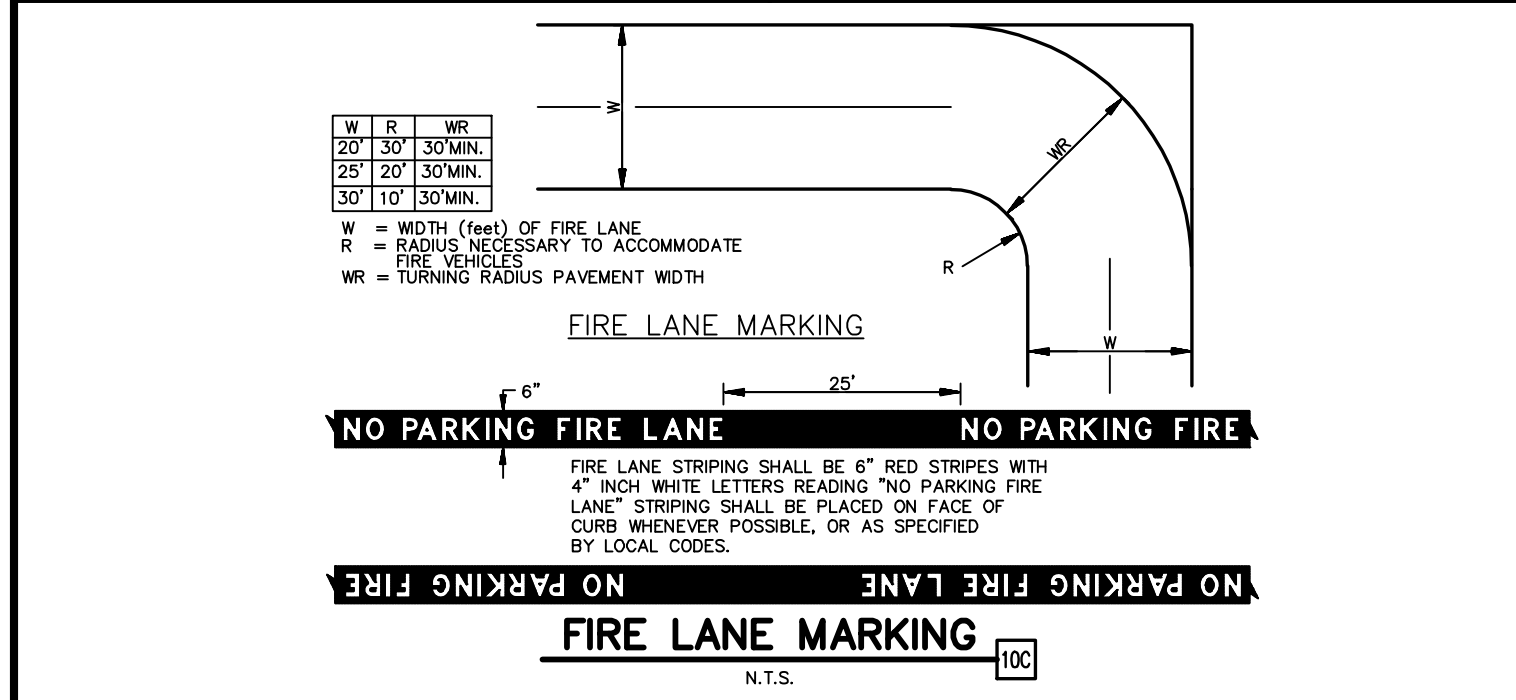 W
W R WR
20' 30' 30'MIN.
25' 20' 30'MIN.
30' 10' 30'MIN.
WR
W = WIDTH (feet) OF FIRE LANE
R = RADIUS NECESSARY TO ACCOMMODATE
FIRE VEHICLES
WR = TURNING RADIUS PAVEMENT WIDTH
R
FIRE LANE MARKING
W
6"
25'
NO PARKING FIRE LANE NO PARKING FIRE
FIRE LANE STRIPING SHALL BE 6" RED STRIPES WITH
4" INCH WHITE LETTERS READING "NO PARKING FIRE
LANE" STRIPING SHALL BE PLACED ON FACE OF
CURB WHENEVER POSSIBLE, OR AS SPECIFIED
BY LOCAL CODES.
NO PARKING FIRE LANE NO PARKING FIRE
FIRE LANE MARKING
10C
N.T.S.